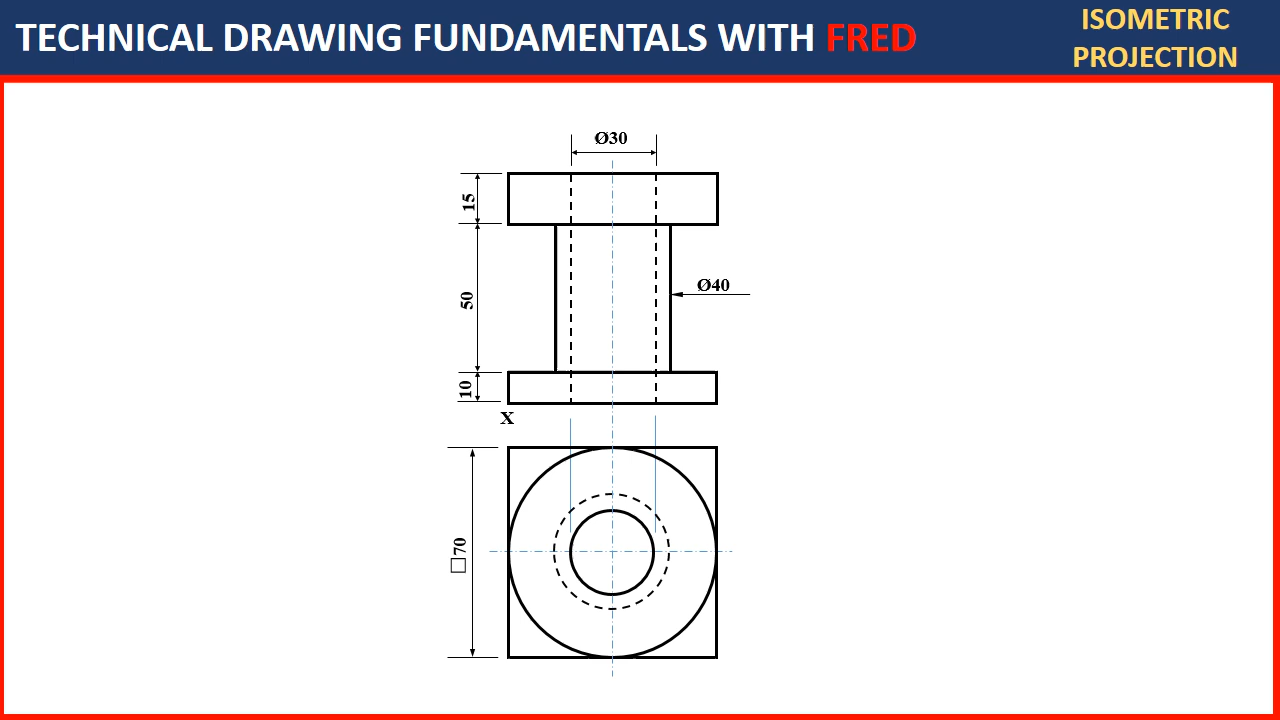 TECHNICAL DRAWING FUNDAMENTALS WITH FRED
ISOMETRIC
PROJECTION
Ø30
15
50
Ø40
10
X
□70